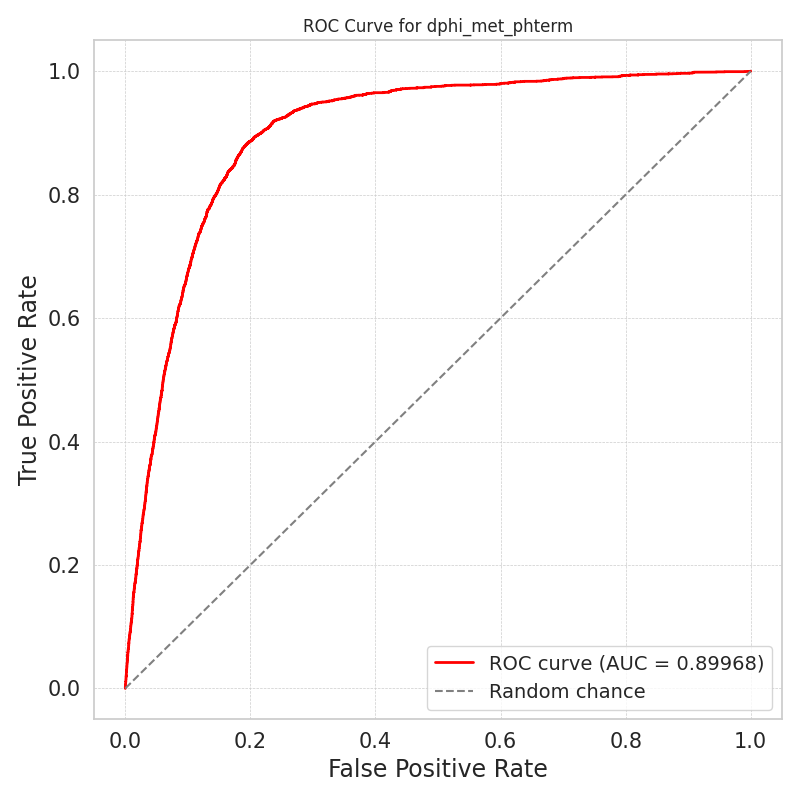 ROC Curve for dphi_met_phterm
1.0
0.8
0.6
0.4
0.2
0.0
True Positive Rate
ROC curve (AUC = 0.89968)
Random chance
0.0 0.2 0.4 0.6 0.8 1.0
False Positive Rate